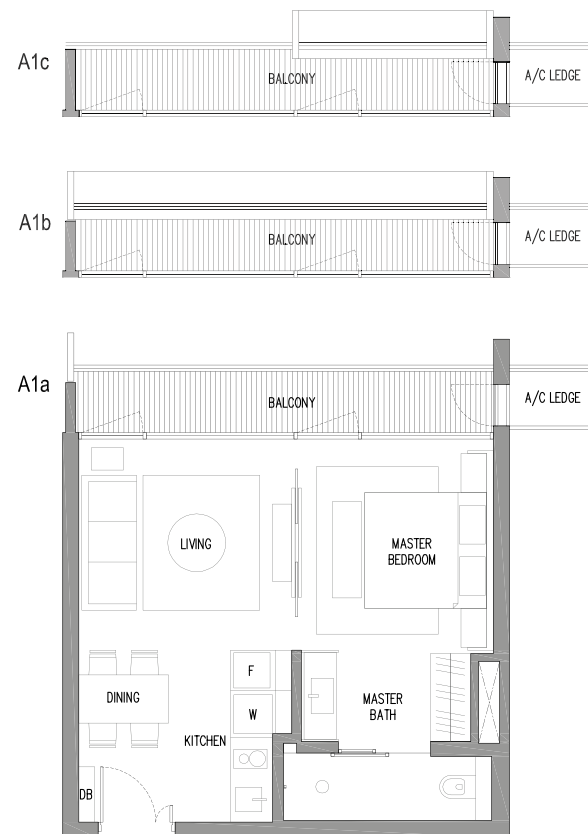 A1c
BALCONY
A/C LEDGE
A1b
BALCONY
A/C LEDGE
A1a
BALCONY
A/C LEDGE
LIVING
MASTER
BEDROOM
F
DINING
MASTER
BATH
W
KITCHEN
DB